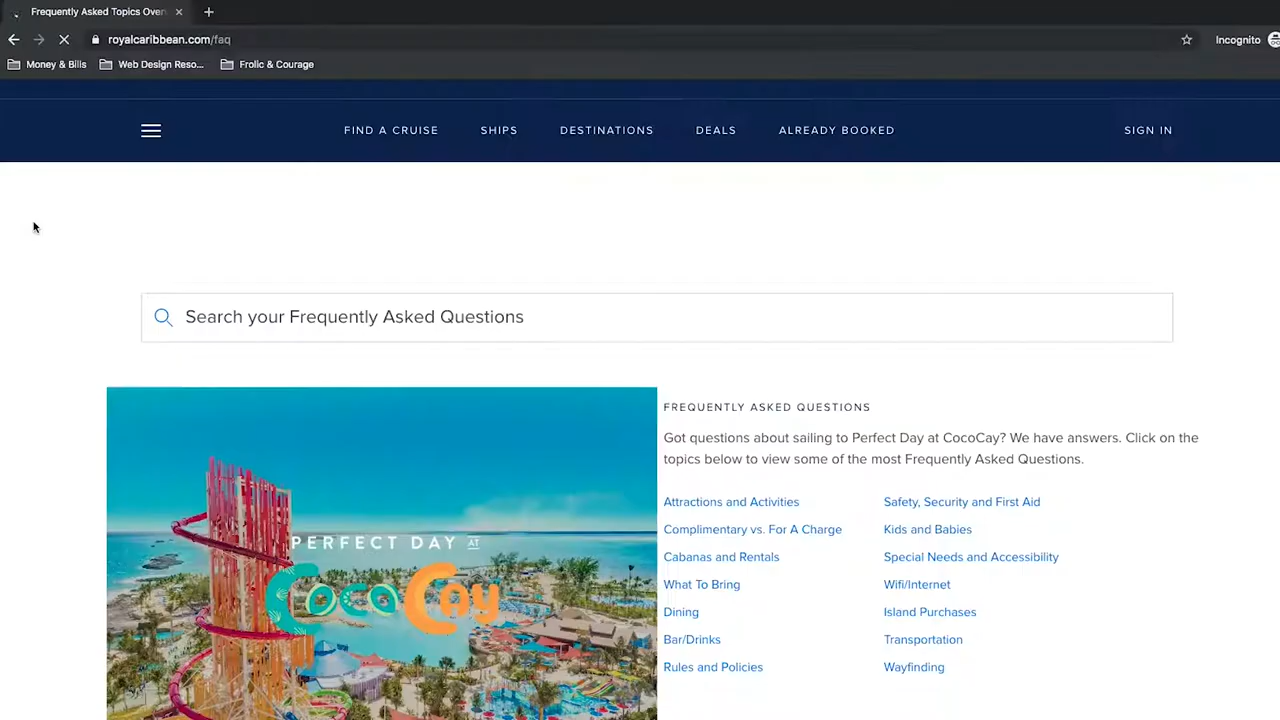 Frequently Asked Topics Over
royalcaribbean.com/faq
Incognito
Money & Bills
Web Design Reso...
Frolic & Courage
FIND A CRUISE
SHIPS
DESTINATIONS
DEALS
ALREADY BOOKED
SIGN IN
Search your Frequently Asked Questions
PERFECT DAY AT
CocoCay
FREQUENTLY ASKED QUESTIONS
Got questions about sailing to Perfect Day at CocoCay? We have answers. Click on the
topics below to view some of the most Frequently Asked Questions.
Attractions and Activities
Complimentary vs. For A Charge
Cabanas and Rentals
What To Bring
Dining
Bar/Drinks
Rules and Policies
Safety, Security and First Aid
Kids and Babies
Special Needs and Accessibility
Wifi/Internet
Island Purchases
Transportation
Wayfinding